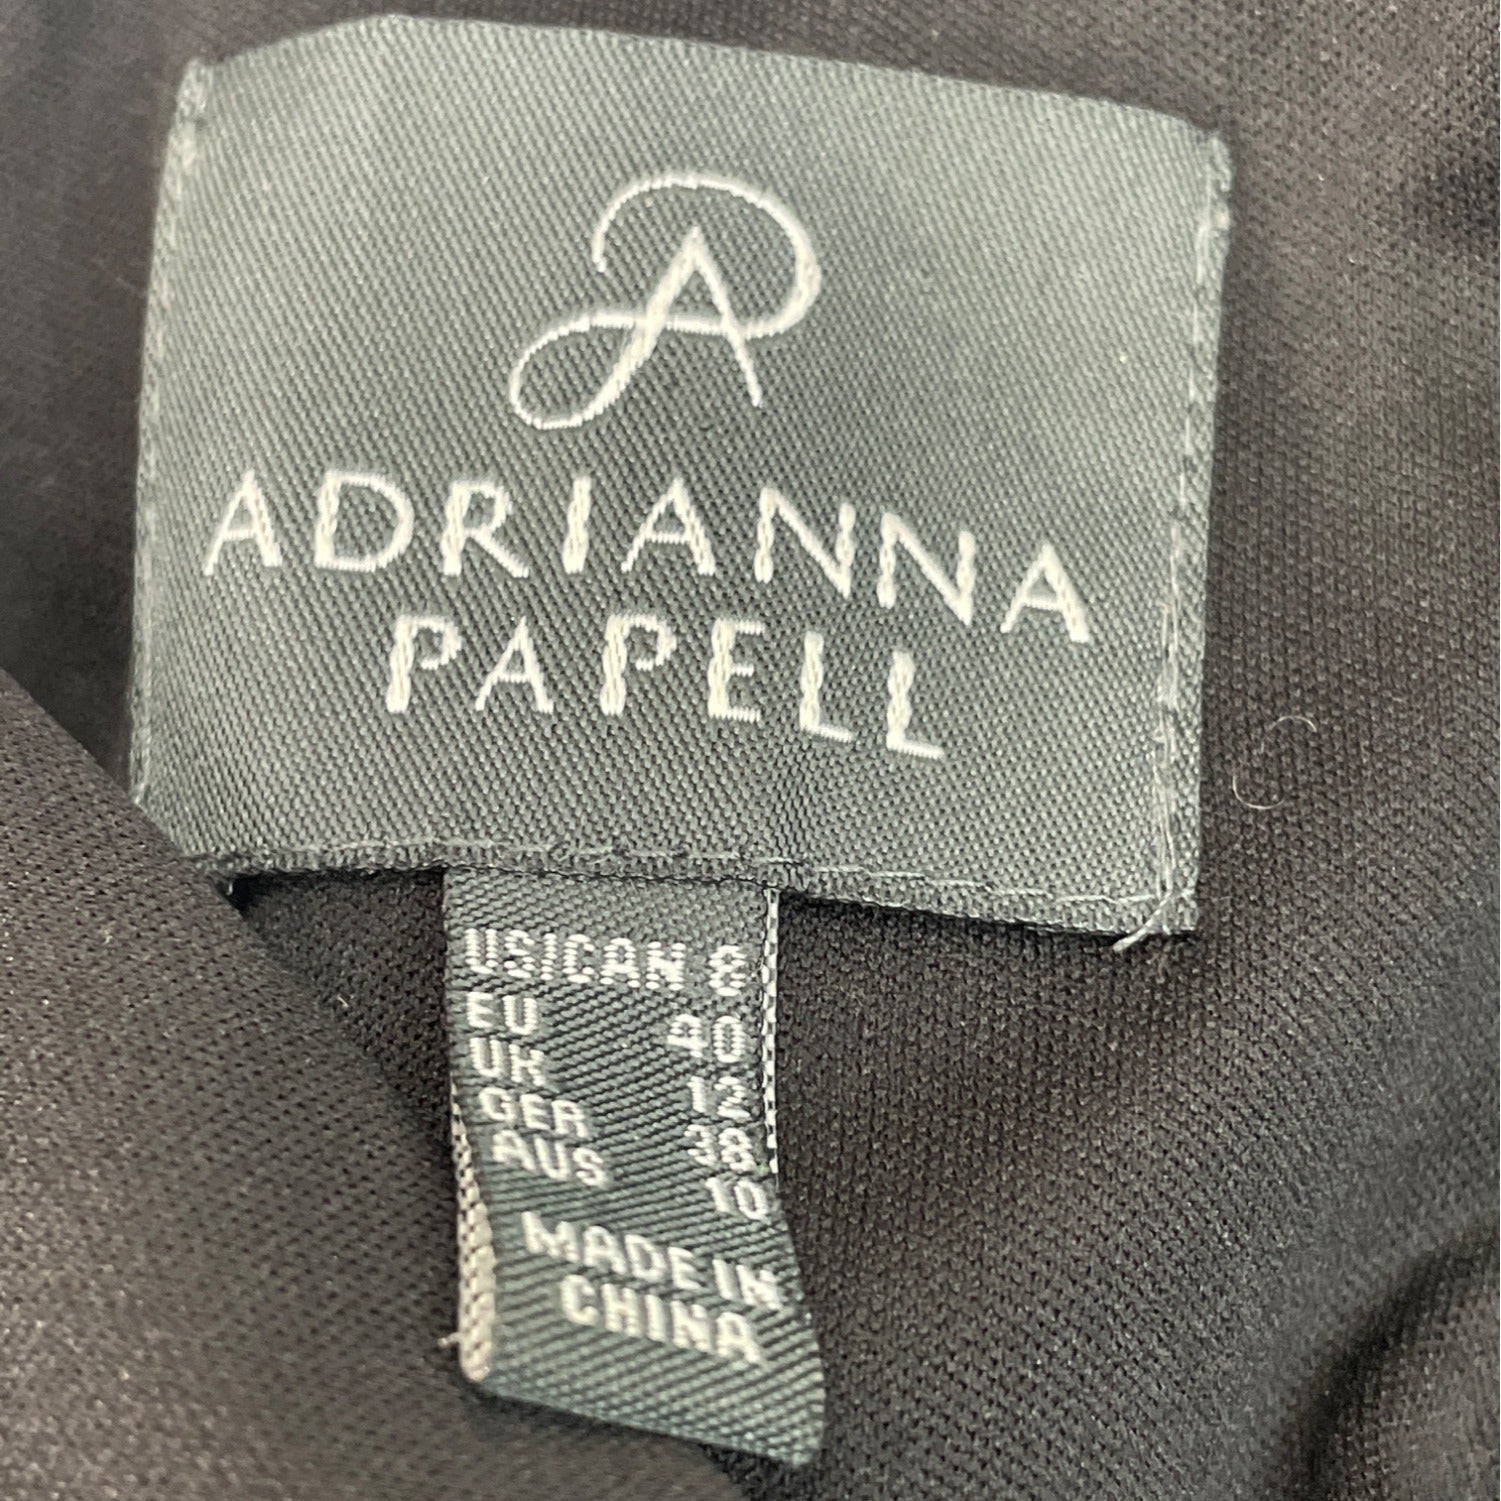 AP
ADRIANNA
PAPELL
US/CAN 8
EU 40
UK 12
GER 38
AUS 10
MADE IN
CHINA